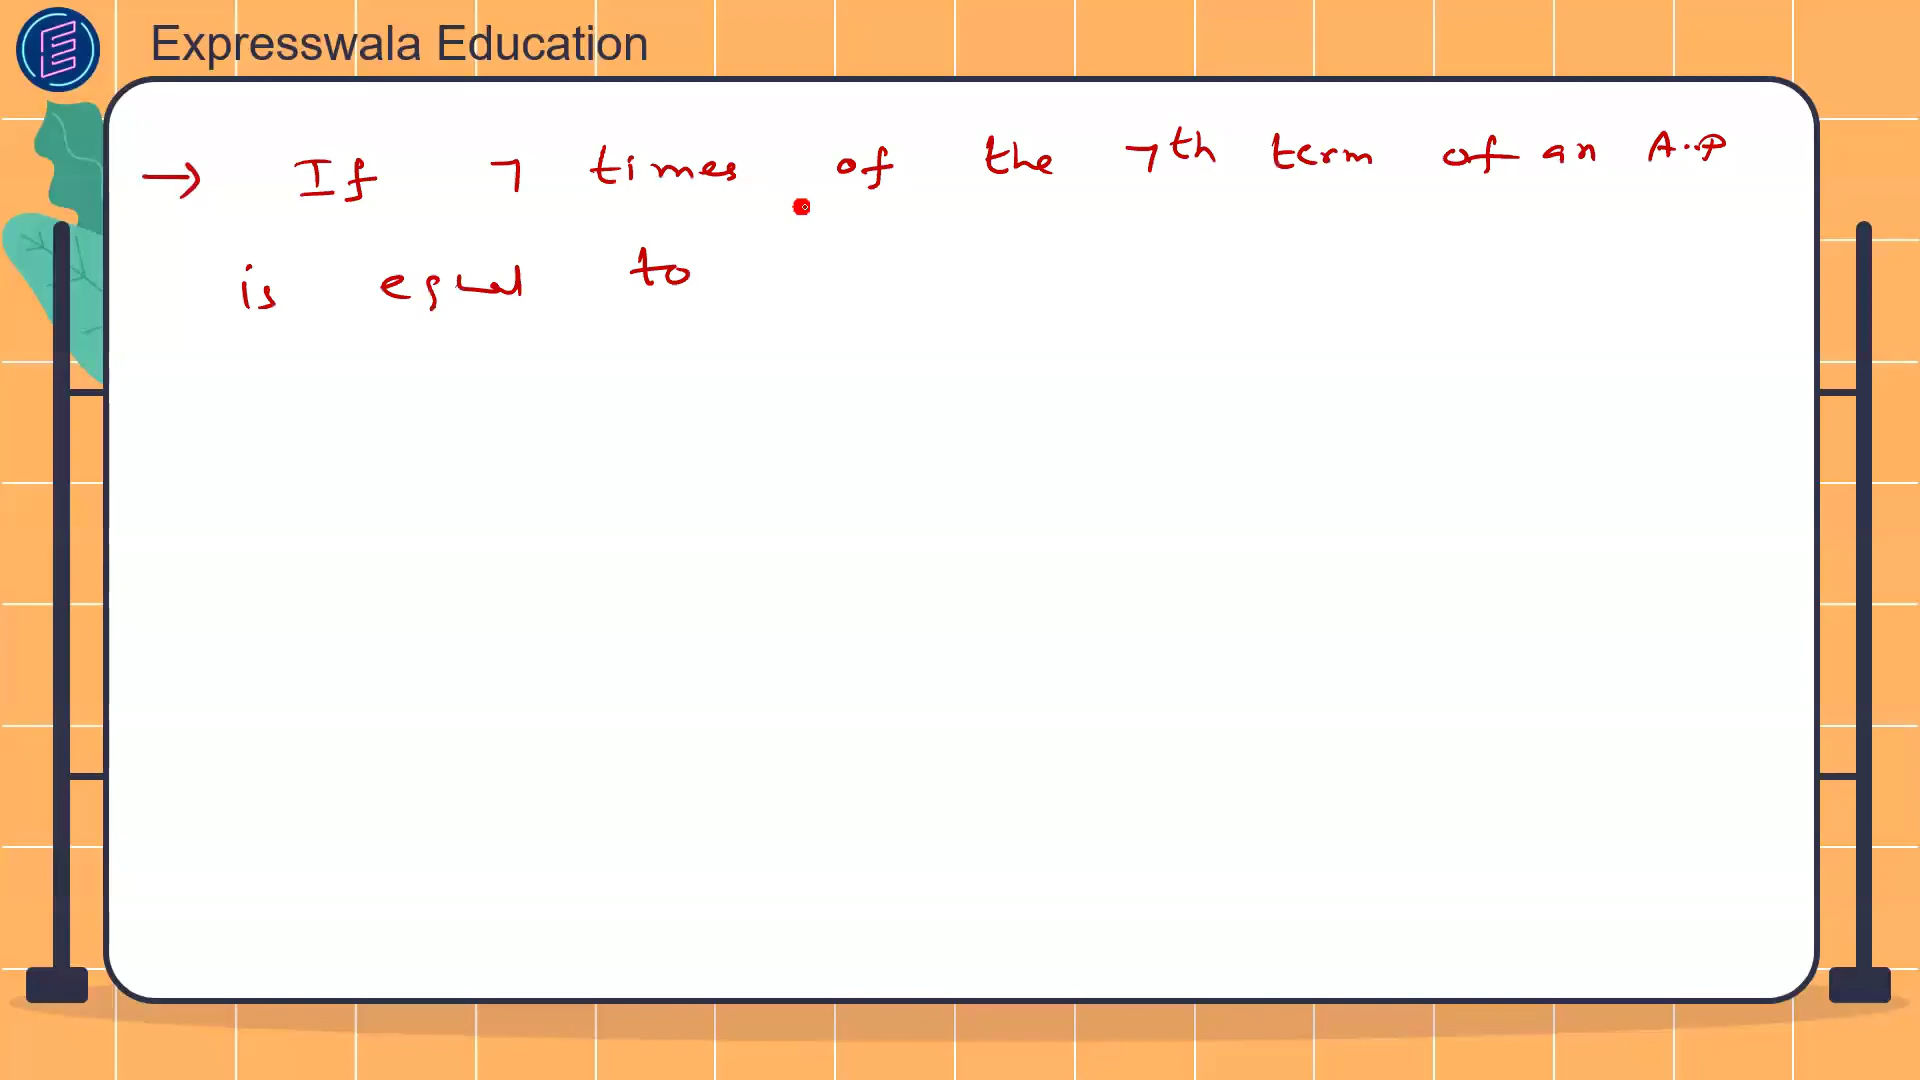 Expresswala Education
→ If 7 times of the 7th term of an A.P
is equal to